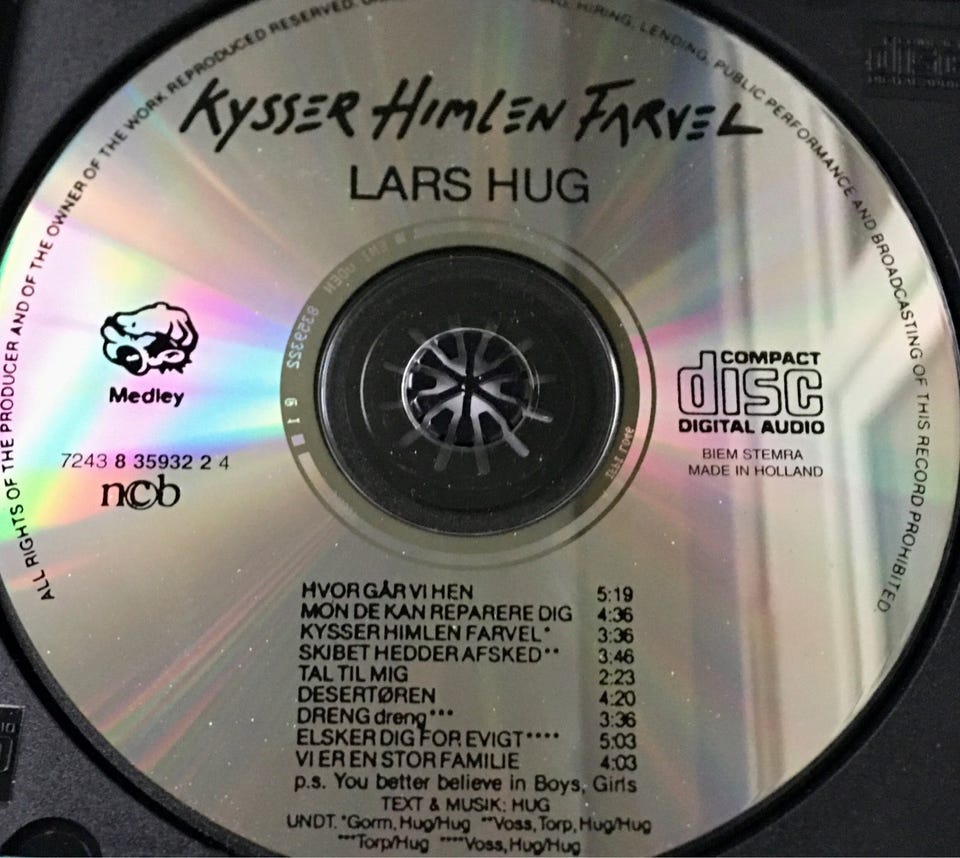 ALL RIGHTS OF THE PRODUCER AND OF THE OWNER OF THE WORK REPRODUCED RESERVED.
HIRING, LENDING, PUBLIC PERFORMANCE AND BROADCASTING OF THIS RECORD PROHIBITED.
KYSSER HIMLEN FARVEL
LARS HUG
Medley
7243 8 35932 2 4
ncb
COMPACT
disc
DIGITAL AUDIO
BIEM STEMRA
MADE IN HOLLAND
8359322
HVOR GÅR VI HEN 5:19
MON DE KAN REPARERE DIG 4:36
KYSSER HIMLEN FARVEL* 3:36
SKIBET HEDDER AFSKED** 3:46
TAL TIL MIG 2:23
DESERTØREN 4:20
DRENG dreng*** 3:36
ELSKER DIG FOR EVIGT**** 5:03
VI ER EN STOR FAMILIE 4:03
p.s. You better believe in Boys, Girls
TEXT & MUSIK: HUG
UNDT. *Gorm, Hug/Hug **Voss, Torp, Hug/Hug
***Torp/Hug ****Voss, Hug/Hug